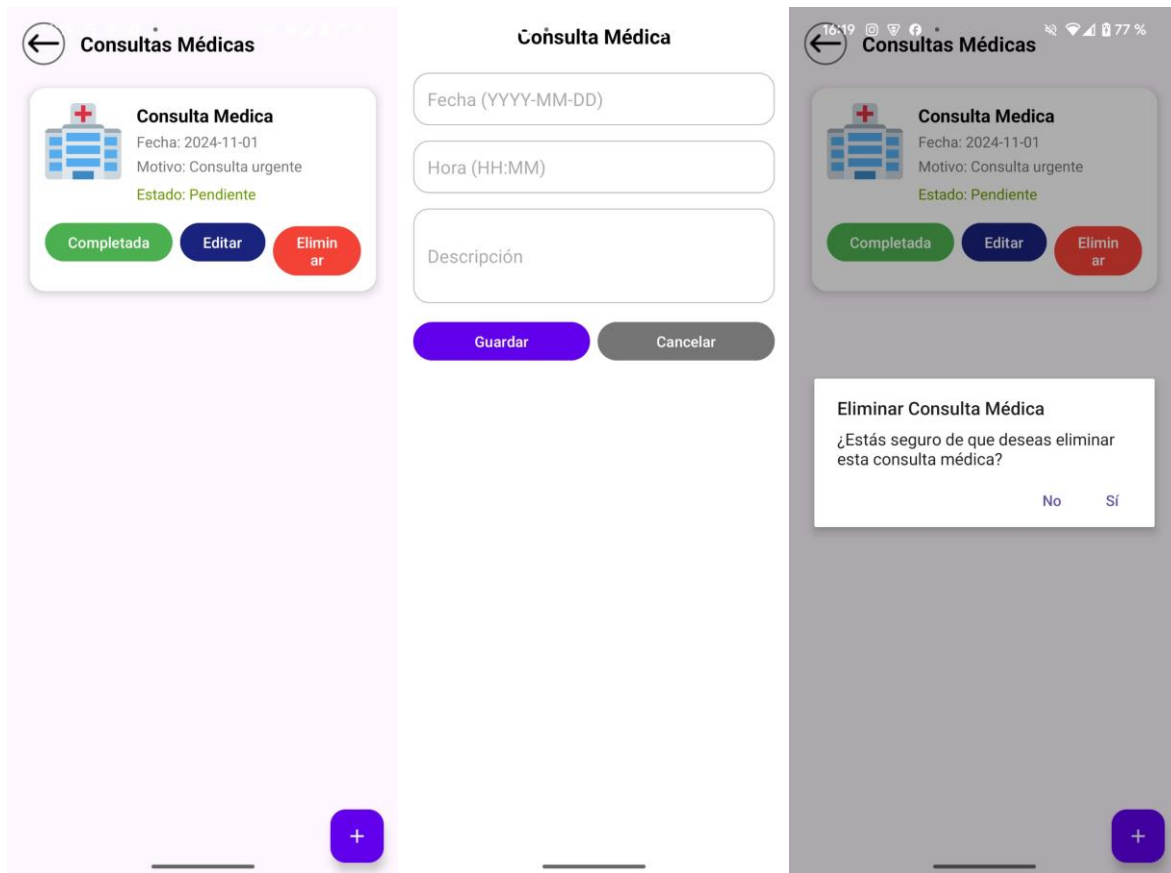 Consultas Médicas
Consulta Medica
Fecha: 2024-11-01
Motivo: Consulta urgente
Estado: Pendiente
Completada
Editar
Elimin
ar
+
Consulta Médica
Fecha (YYYY-MM-DD)
Hora (HH:MM)
Descripción
Guardar
Cancelar
16:19
77 %
Consultas Médicas
Consulta Medica
Fecha: 2024-11-01
Motivo: Consulta urgente
Estado: Pendiente
Completada
Editar
Elimin
ar
Eliminar Consulta Médica
¿Estás seguro de que deseas eliminar
esta consulta médica?
No
Sí
+